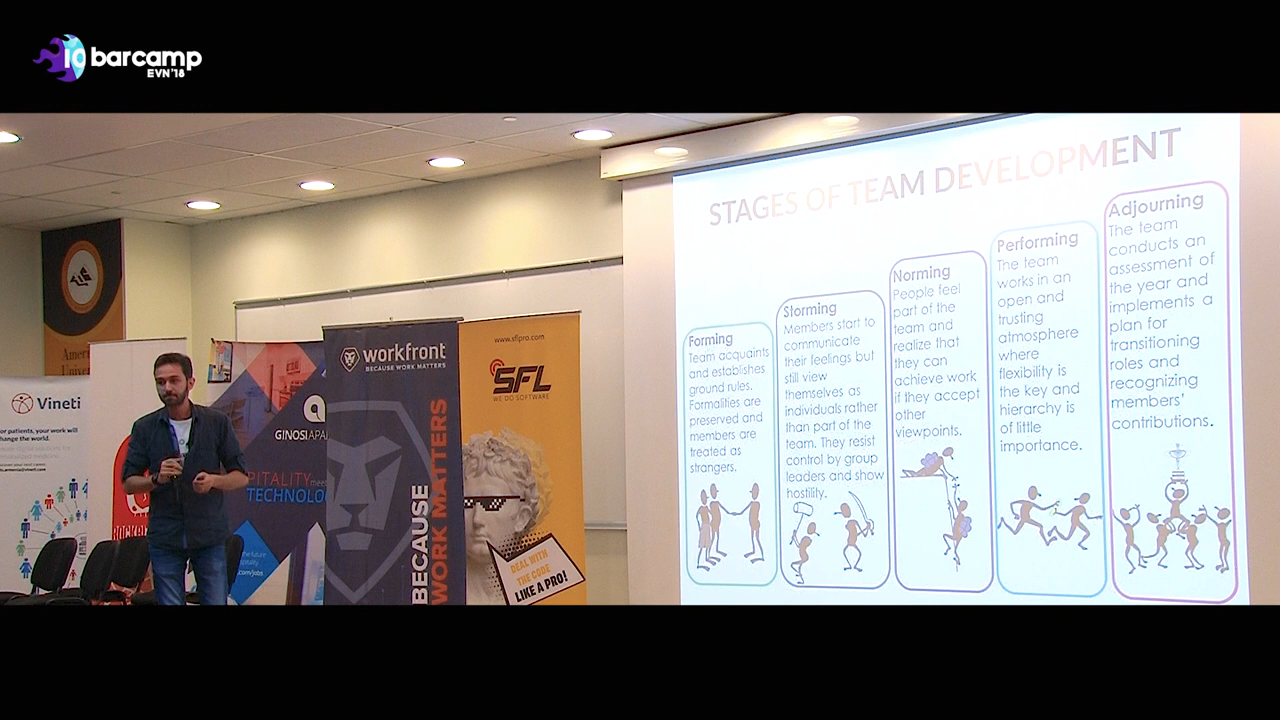 10 barcamp
EVN'18
STAGES OF TEAM DEVELOPMENT
Forming
Team acquaints
and establishes
ground rules.
Formalities are
preserved and
members are
treated as
strangers.
Storming
Members start to
communicate
their feelings but
still view
themselves as
individuals rather
than part of the
team. They resist
control by group
leaders and show
hostility.
Norming
People feel
part of the
team and
realize that
they can
achieve work
if they accept
other
viewpoints.
Performing
The team
works in an
open and
trusting
atmosphere
where
flexibility is
the key and
hierarchy is
of little
importance.
Adjourning
The team
conducts an
assessment of
the year and
implements a
plan for
transitioning
roles and
recognizing
members'
contributions.
Vineti
your work will
change the world.
GINOSI
TECHNOLO
workfront
BECAUSE WORK MATTERS
BECAUSE
WORK MATTERS
www.sflpro.com
SFL
WE DO SOFTWARE
DEAL WITH
THE CODE
LIKE A PRO!